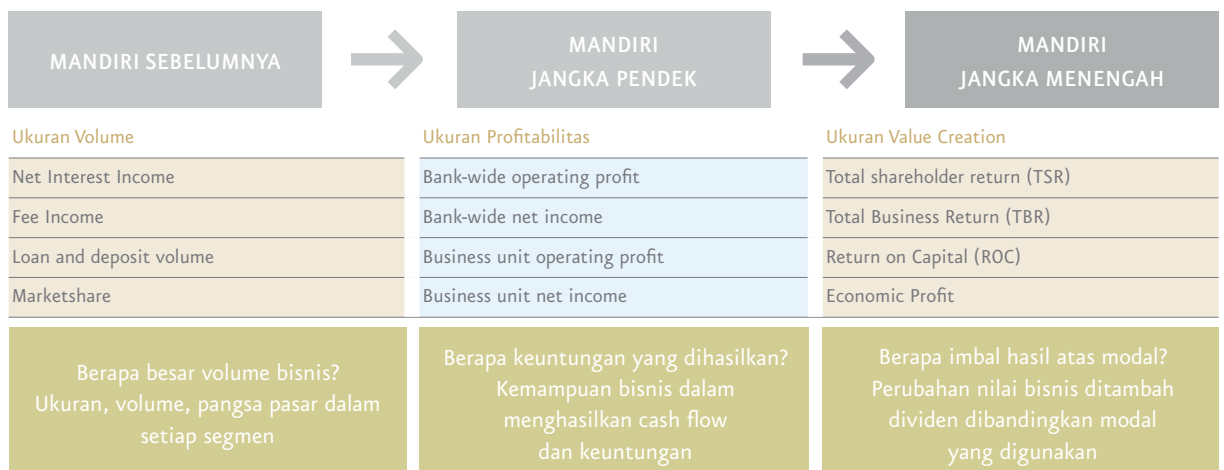 MANDIRI SEBELUMNYA
MANDIRI
JANGKA PENDEK
MANDIRI
JANGKA MENENGAH
Ukuran Volume
Net Interest Income
Fee Income
Loan and deposit volume
Marketshare
Berapa besar volume bisnis?
Ukuran, volume, pangsa pasar dalam
setiap segmen
Ukuran Profitabilitas
Bank-wide operating profit
Bank-wide net income
Business unit operating profit
Business unit net income
Berapa keuntungan yang dihasilkan?
Kemampuan bisnis dalam
menghasilkan cash flow
dan keuntungan
Ukuran Value Creation
Total shareholder return (TSR)
Total Business Return (TBR)
Return on Capital (ROC)
Economic Profit
Berapa imbal hasil atas modal?
Perubahan nilai bisnis ditambah
dividen dibandingkan modal
yang digunakan